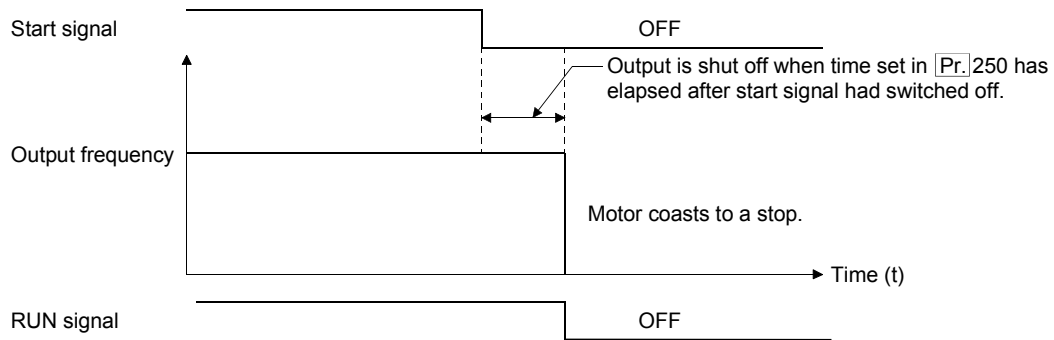 Start signal
OFF
Output is shut off when time set in Pr. 250 has
elapsed after start signal had switched off.
Output frequency
Motor coasts to a stop.
Time (t)
RUN signal
OFF